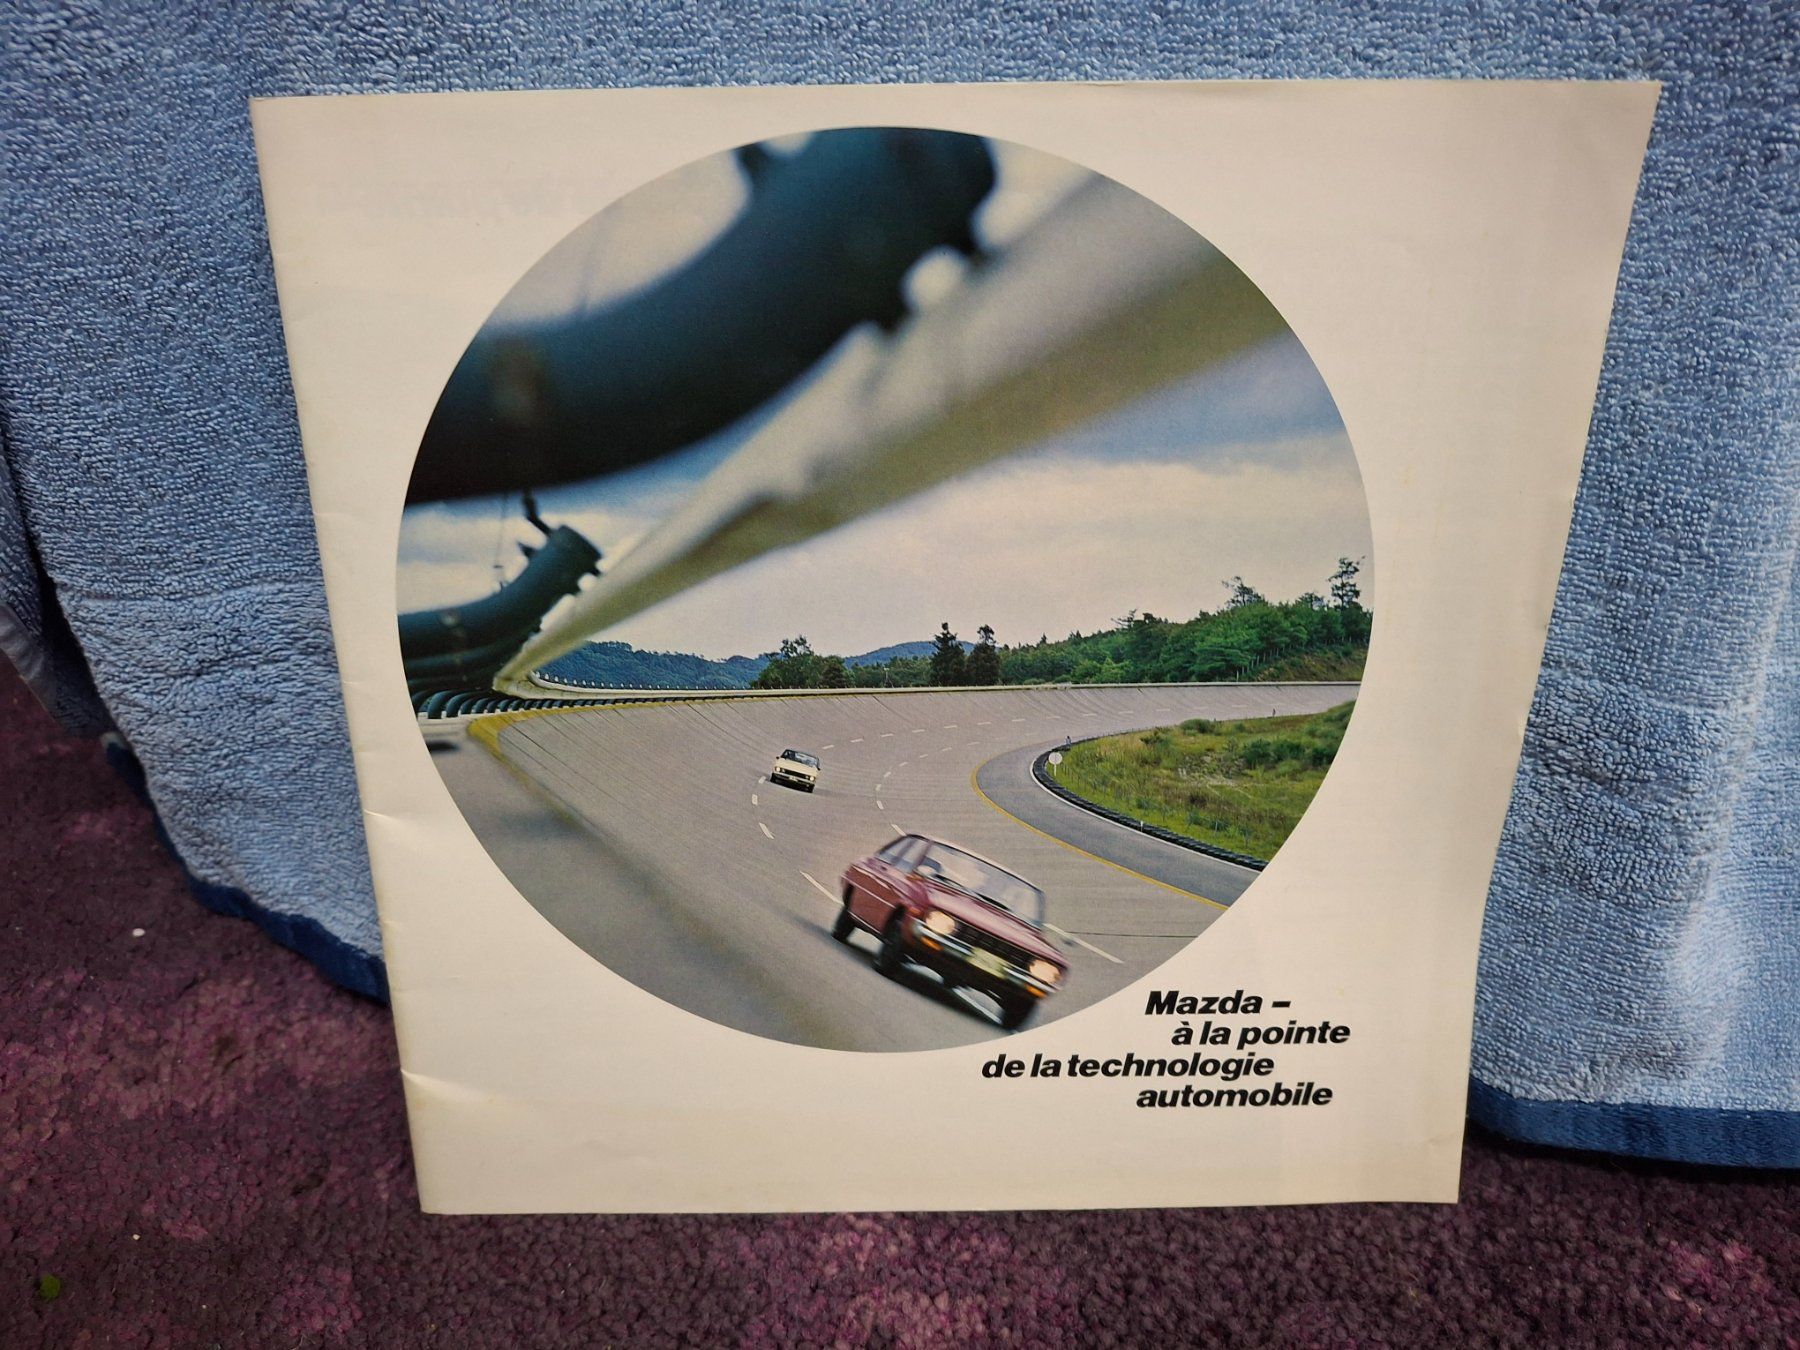 Mazda –
à la pointe
de la technologie
automobile